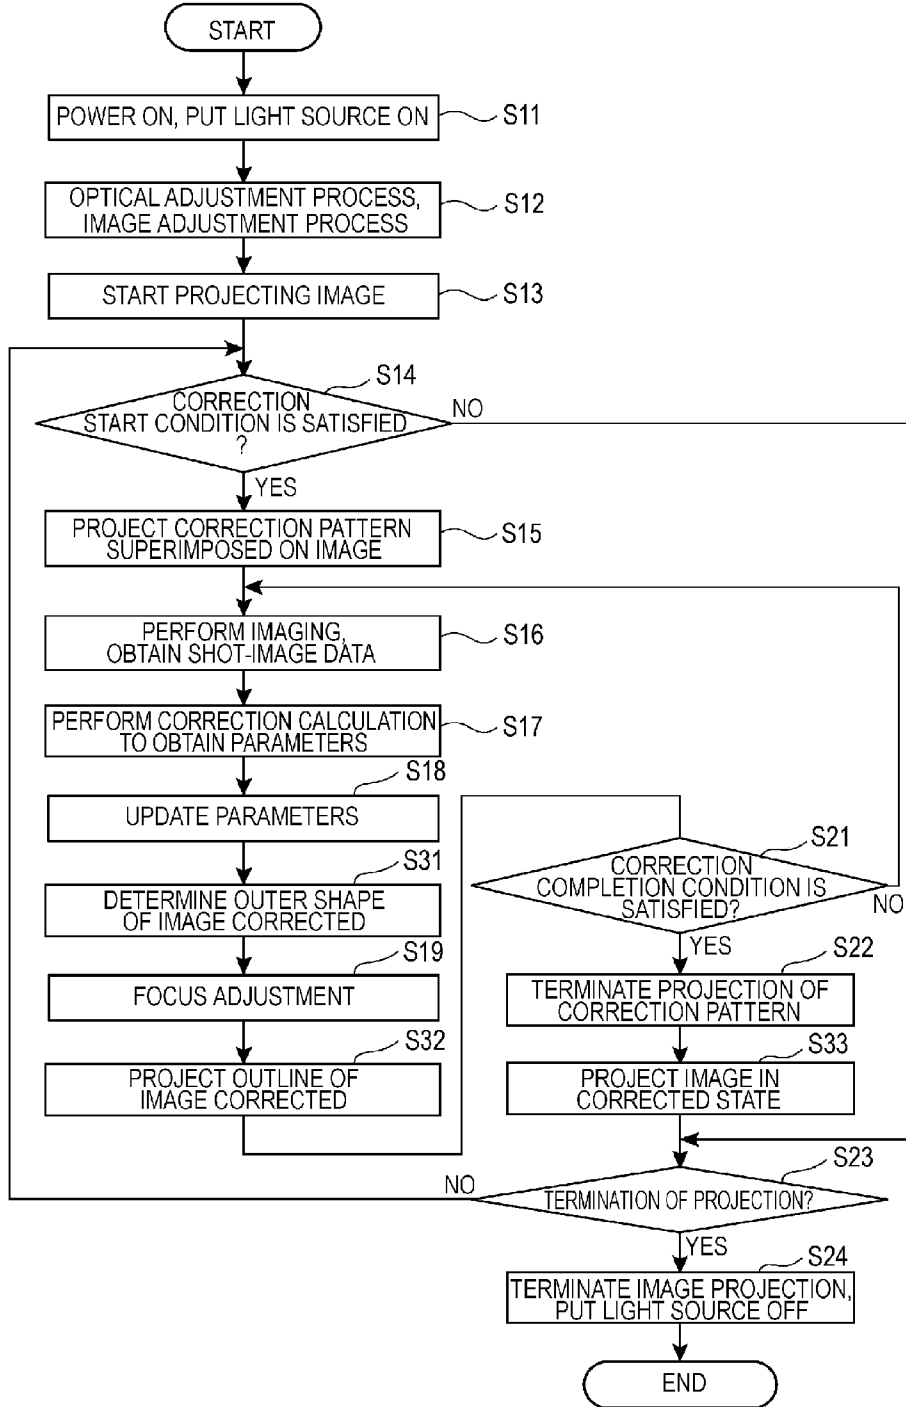 START
POWER ON, PUT LIGHT SOURCE ON
S11
OPTICAL ADJUSTMENT PROCESS,
IMAGE ADJUSTMENT PROCESS
S12
START PROJECTING IMAGE
S13
S14
CORRECTION
START CONDITION IS SATISFIED
?
NO
YES
PROJECT CORRECTION PATTERN
SUPERIMPOSED ON IMAGE
S15
PERFORM IMAGING,
OBTAIN SHOT-IMAGE DATA
S16
PERFORM CORRECTION CALCULATION
TO OBTAIN PARAMETERS
S17
S18
UPDATE PARAMETERS
S31
DETERMINE OUTER SHAPE
OF IMAGE CORRECTED
S19
FOCUS ADJUSTMENT
S32
PROJECT OUTLINE OF
IMAGE CORRECTED
S21
CORRECTION
COMPLETION CONDITION IS
SATISFIED?
NO
YES
S22
TERMINATE PROJECTION OF
CORRECTION PATTERN
S33
PROJECT IMAGE IN
CORRECTED STATE
S23
NO
TERMINATION OF PROJECTION?
YES
S24
TERMINATE IMAGE PROJECTION,
PUT LIGHT SOURCE OFF
END